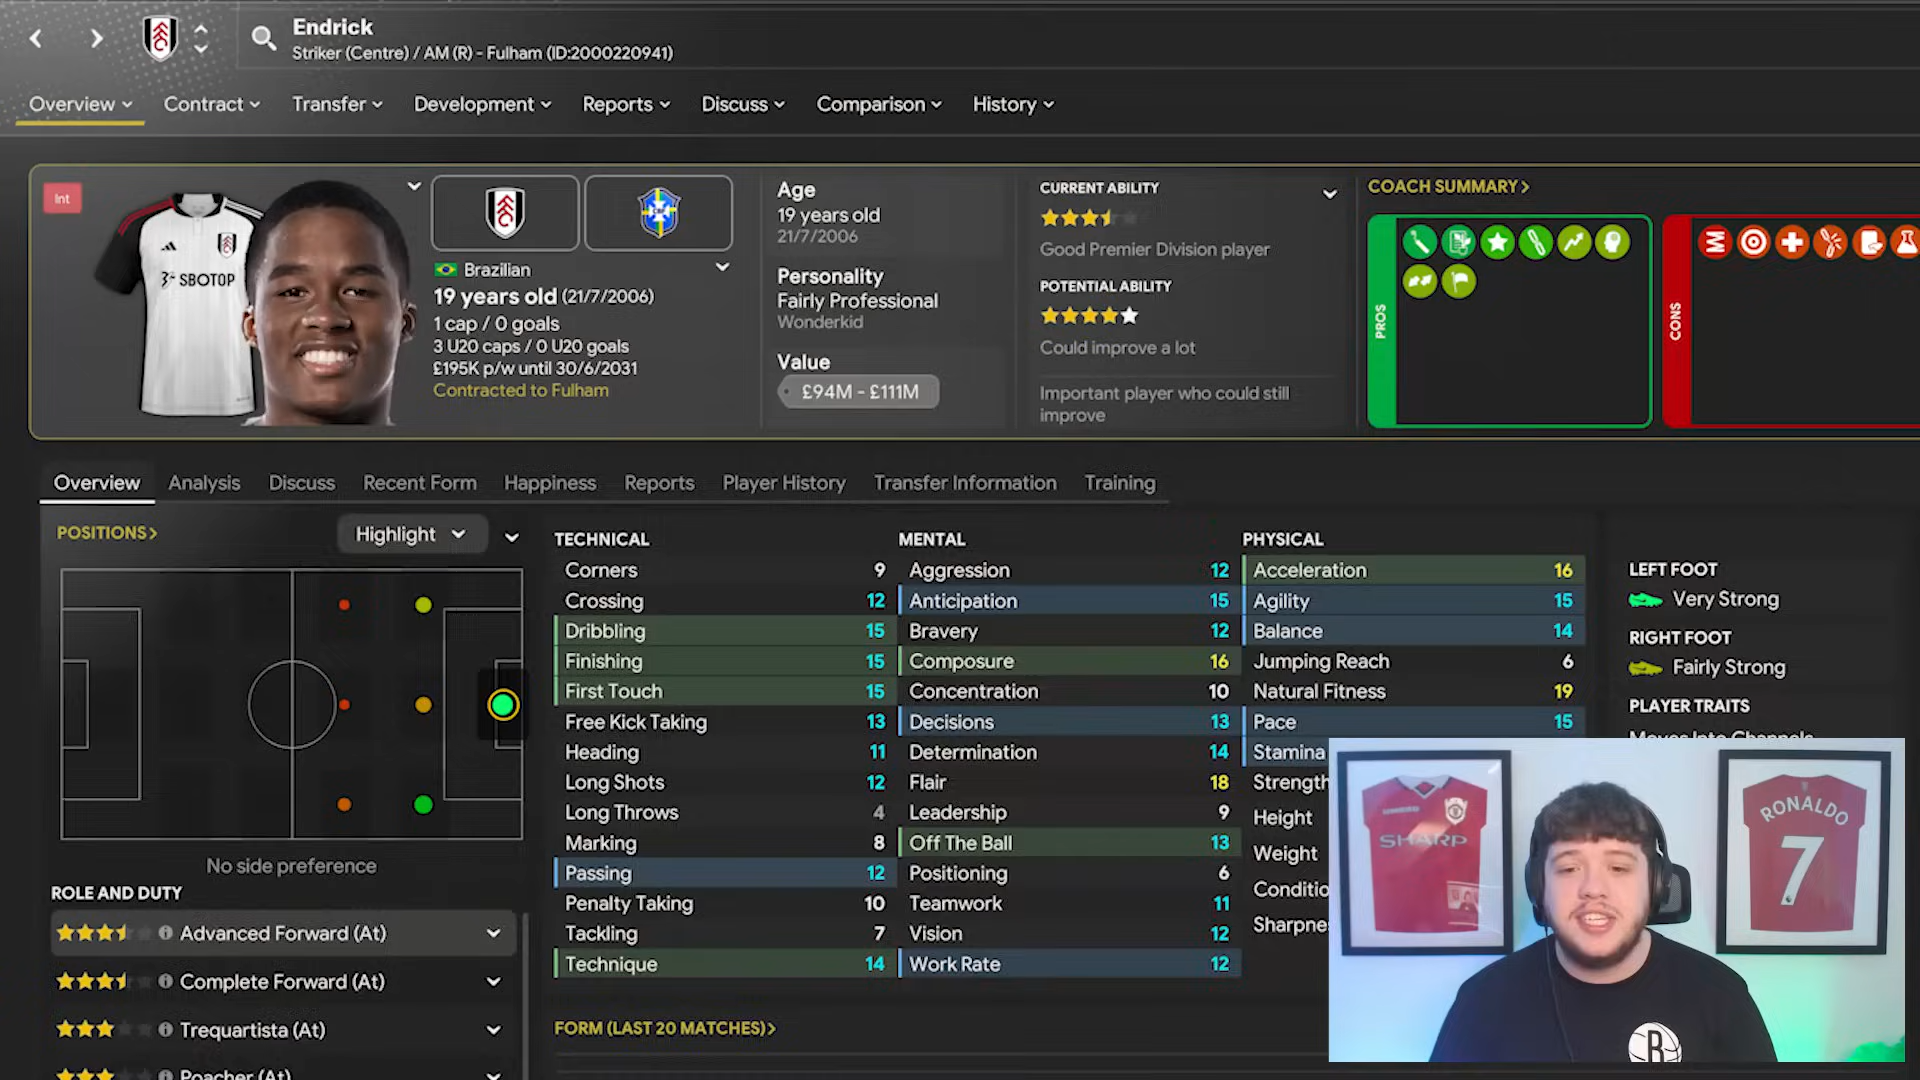 Endrick
Striker (Centre) / AM (R) - Fulham (ID:2000220941)
Overview
Contract
Transfer
Development
Reports
Discuss
Comparison
History
Int
SBOTOP
Brazilian
19 years old (21/7/2006)
1 cap / 0 goals
3 U20 caps / 0 U20 goals
£195K p/w until 30/6/2031
Contracted to Fulham
Age
19 years old
21/7/2006
Personality
Fairly Professional
Wonderkid
Value
£94M - £111M
CURRENT ABILITY
Good Premier Division player
POTENTIAL ABILITY
Could improve a lot
Important player who could still
improve
COACH SUMMARY
PROS
CONS
Overview
Analysis
Discuss
Recent Form
Happiness
Reports
Player History
Transfer Information
Training
POSITIONS
Highlight
No side preference
ROLE AND DUTY
Advanced Forward (At)
Complete Forward (At)
Trequartista (At)
Poacher (At)
TECHNICAL
Corners 9
Crossing 12
Dribbling 15
Finishing 15
First Touch 15
Free Kick Taking 13
Heading 11
Long Shots 12
Long Throws 4
Marking 8
Passing 12
Penalty Taking 10
Tackling 7
Technique 14
MENTAL
Aggression 12
Anticipation 15
Bravery 12
Composure 16
Concentration 10
Decisions 13
Determination 14
Flair 18
Leadership 9
Off The Ball 13
Positioning 6
Teamwork 11
Vision 12
Work Rate 12
PHYSICAL
Acceleration 16
Agility 15
Balance 14
Jumping Reach 6
Natural Fitness 19
Pace 15
Stamina
Strength
Height
Weight
Conditio
Sharpnes
LEFT FOOT
Very Strong
RIGHT FOOT
Fairly Strong
PLAYER TRAITS
Moves Into Channels
FORM (LAST 20 MATCHES)
SHARP
RONALDO
7
B